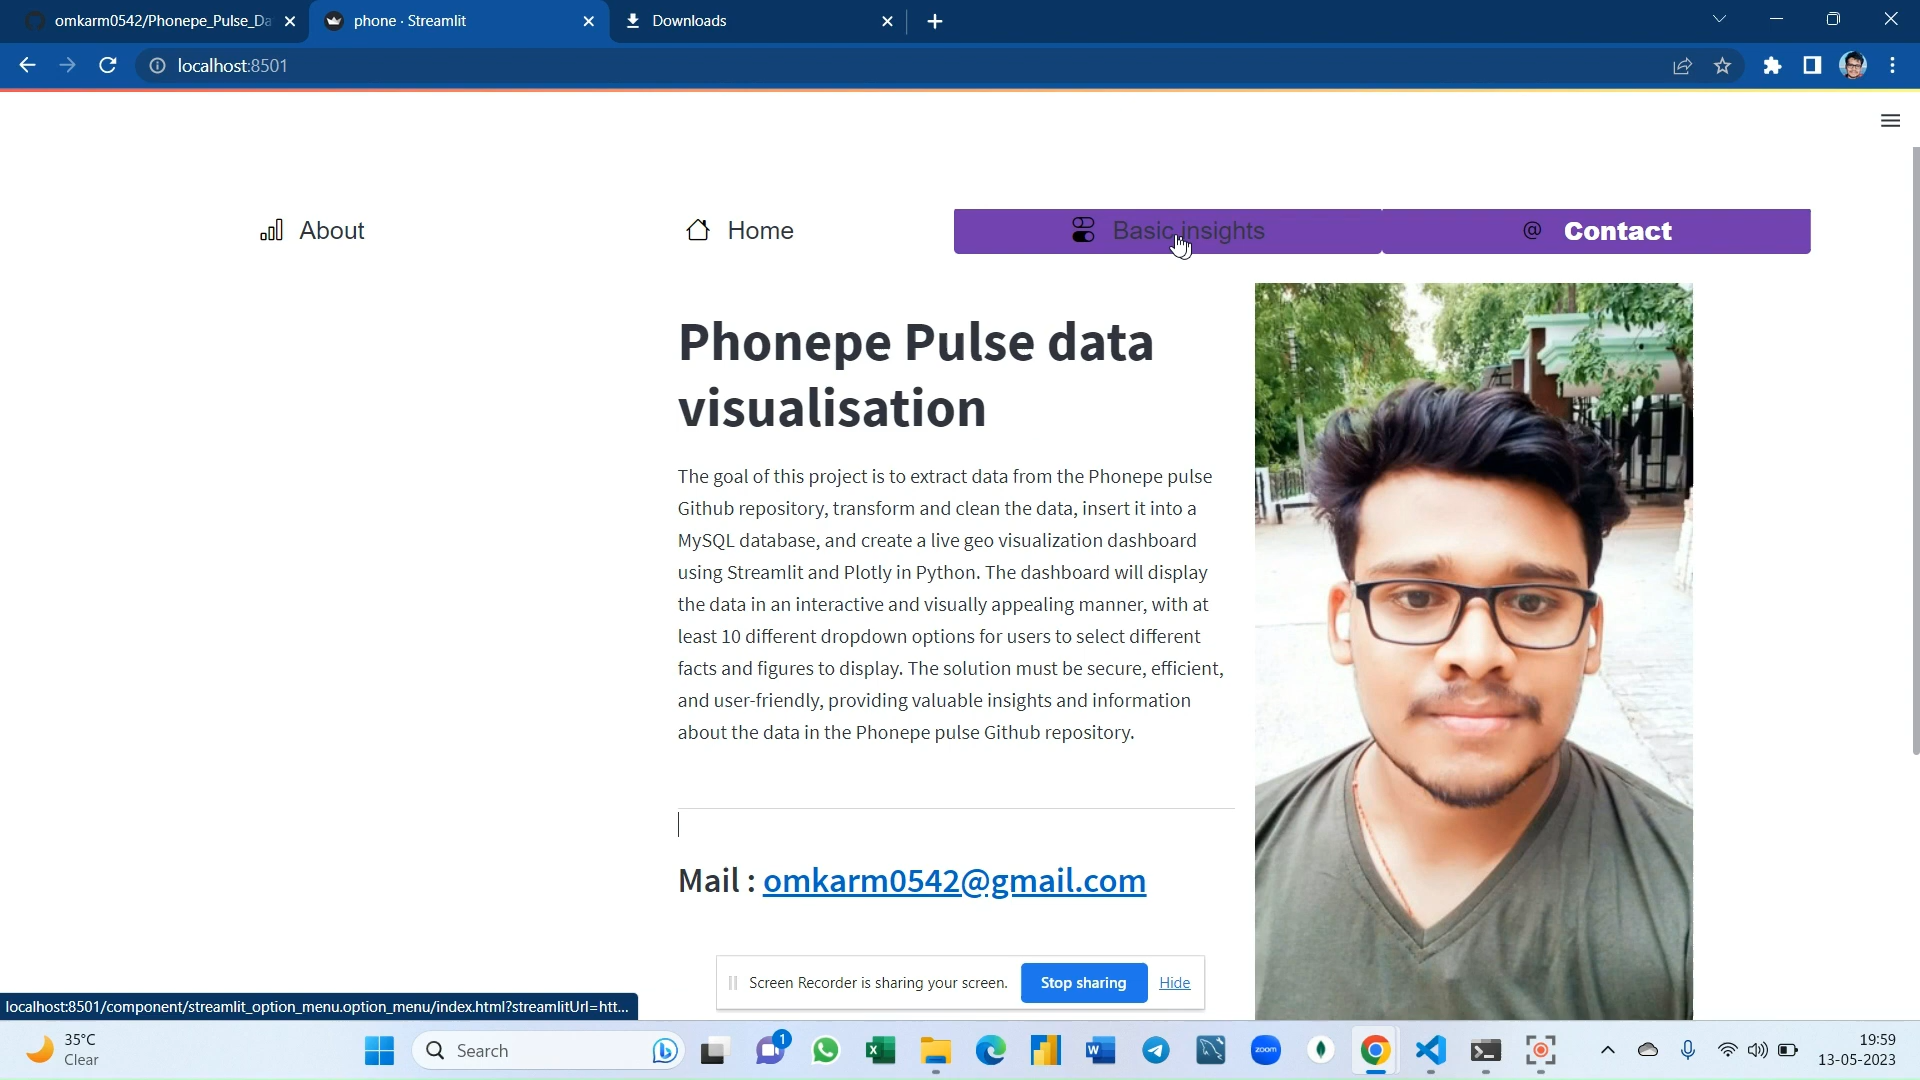 omkarm0542/Phonepe_Pulse_Da
phone · Streamlit
Downloads
localhost:8501
About
Home
Basic insights
@ Contact
Phonepe Pulse data
visualisation
The goal of this project is to extract data from the Phonepe pulse
Github repository, transform and clean the data, insert it into a
MySQL database, and create a live geo visualization dashboard
using Streamlit and Plotly in Python. The dashboard will display
the data in an interactive and visually appealing manner, with at
least 10 different dropdown options for users to select different
facts and figures to display. The solution must be secure, efficient,
and user-friendly, providing valuable insights and information
about the data in the Phonepe pulse Github repository.
Mail : omkarm0542@gmail.com
Screen Recorder is sharing your screen.
Stop sharing
Hide
localhost:8501/component/streamlit_option_menu.option_menu/index.html?streamlitUrl=htt...
35°C
Clear
Search
1
zoom
19:59
13-05-2023